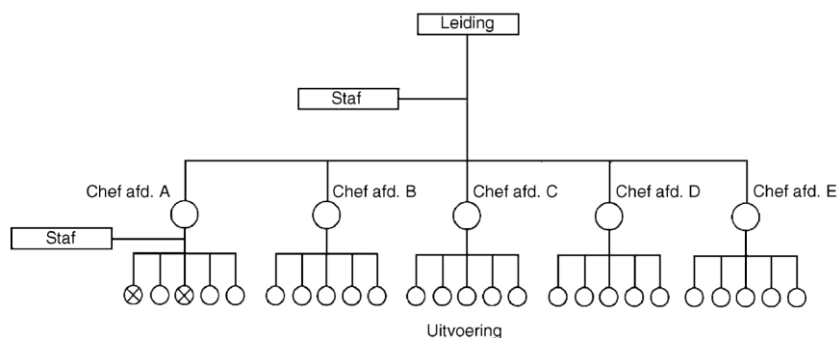 Leiding
Staf
Chef afd. A
Chef afd. B
Chef afd. C
Chef afd. D
Chef afd. E
Staf
Uitvoering